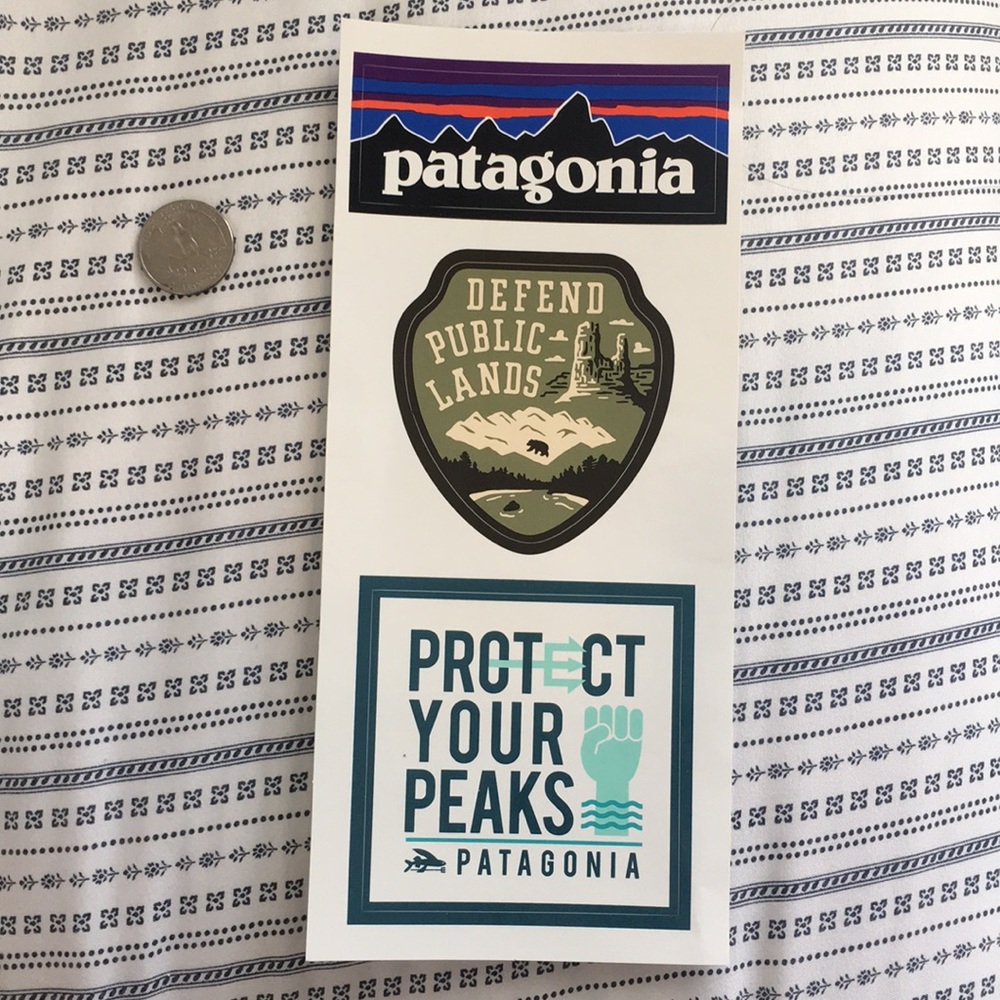 patagonia
DEFEND
PUBLIC
LANDS
PROTECT
YOUR
PEAKS
PATAGONIA